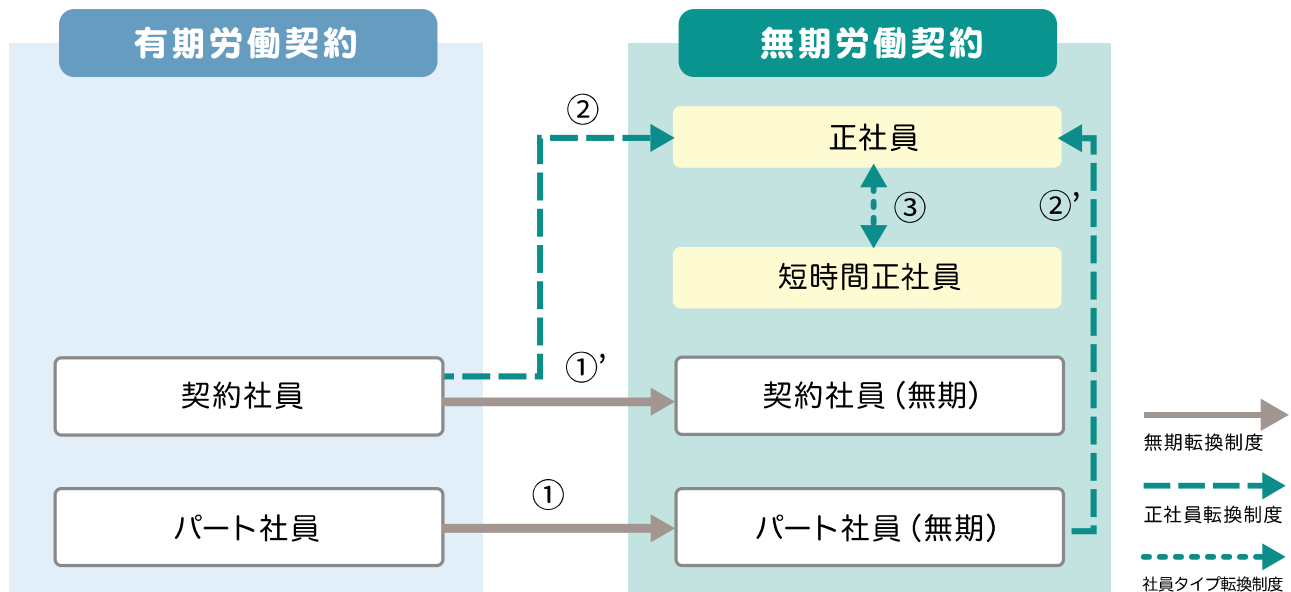 有期労働契約
無期労働契約
②
正社員
③
②’
短時間正社員
①’
契約社員
契約社員（無期）
無期転換制度
①
パート社員
パート社員（無期）
正社員転換制度
社員タイプ転換制度